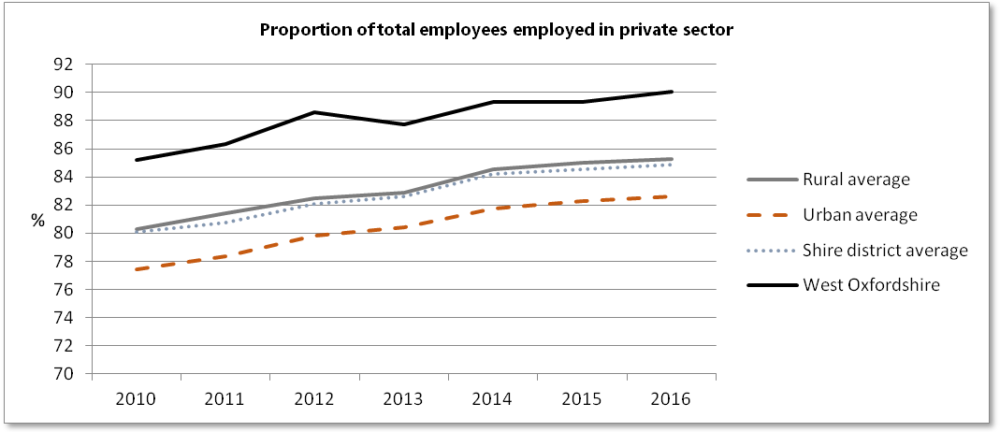 Proportion of total employees employed in private sector
92
90
88
86
84
82
80
78
76
74
72
70
%
2010 2011 2012 2013 2014 2015 2016
Rural average
Urban average
Shire district average
West Oxfordshire